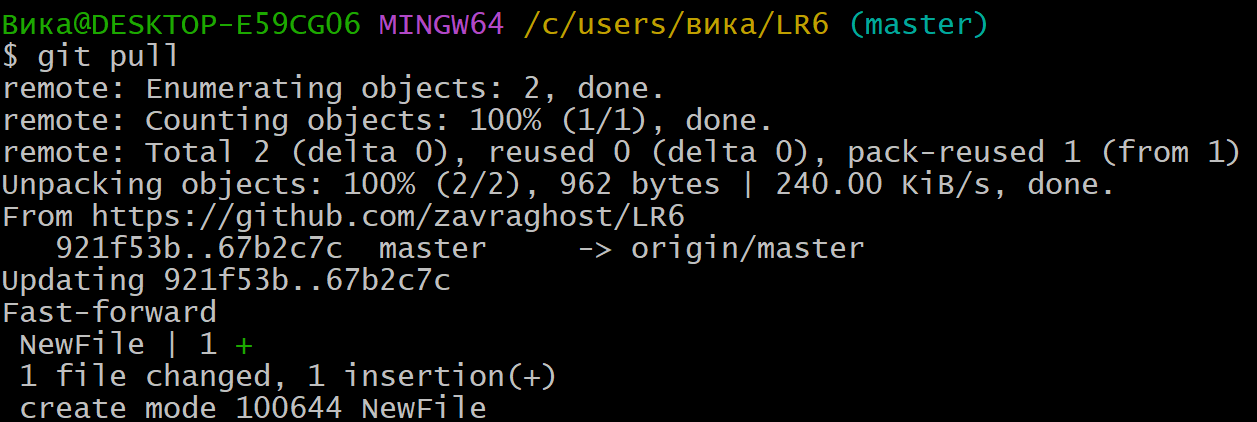 Вика@DESKTOP-E59CGO6 MINGW64 /c/users/вика/LR6 (master)
$ git pull
remote: Enumerating objects: 2, done.
remote: Counting objects: 100% (1/1), done.
remote: Total 2 (delta 0), reused 0 (delta 0), pack-reused 1 (from 1)
Unpacking objects: 100% (2/2), 962 bytes | 240.00 KiB/s, done.
From https://github.com/zavraghost/LR6
   921f53b..67b2c7c  master     -> origin/master
Updating 921f53b..67b2c7c
Fast-forward
 NewFile | 1 +
 1 file changed, 1 insertion(+)
 create mode 100644 NewFile